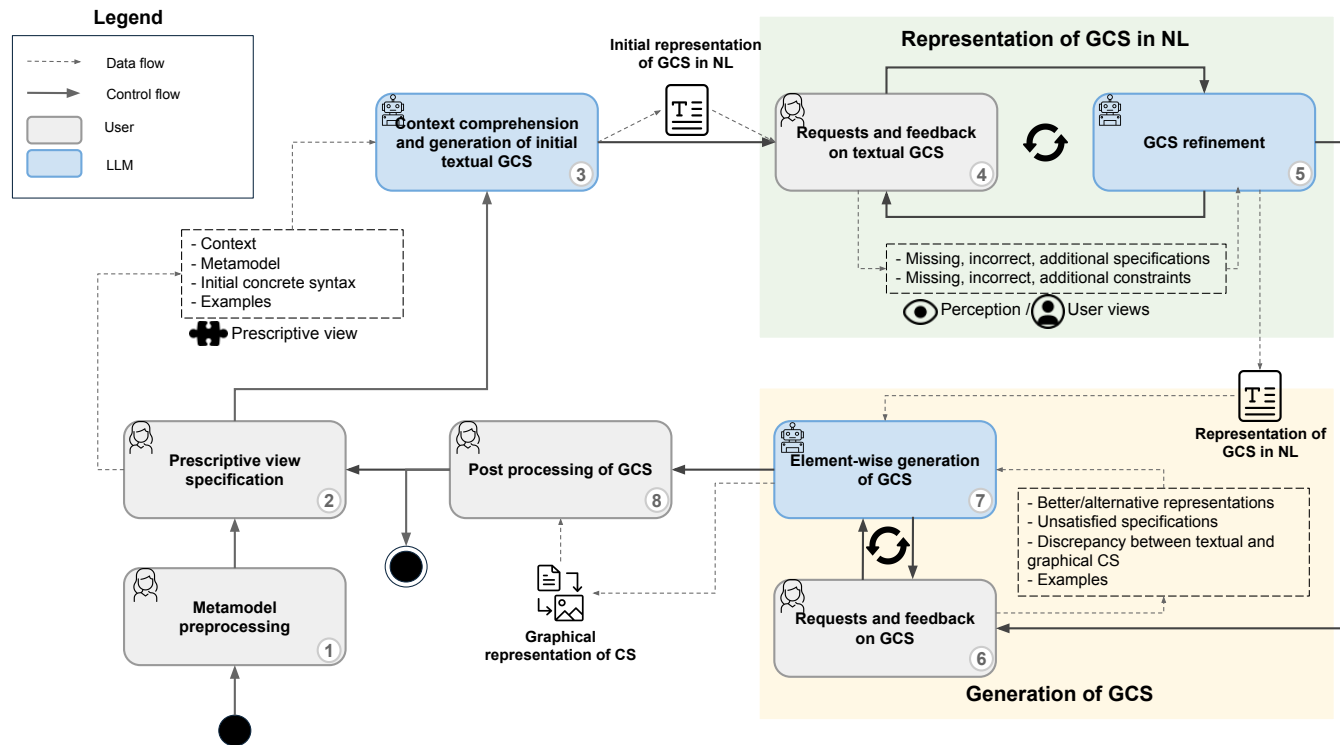 Legend
Data flow
Control flow
User
LLM
Initial representation
of GCS in NL
Representation of GCS in NL
Context comprehension
and generation of initial
textual GCS
3
Requests and feedback
on textual GCS
4
GCS refinement
5
- Context
- Metamodel
- Initial concrete syntax
- Examples
Prescriptive view
- Missing, incorrect, additional specifications
- Missing, incorrect, additional constraints
Perception /
User views
Representation of
GCS in NL
Prescriptive view
specification
2
Post processing of GCS
8
Element-wise generation
of GCS
7
- Better/alternative representations
- Unsatisfied specifications
- Discrepancy between textual and
graphical CS
- Examples
Metamodel
preprocessing
1
Graphical
representation of CS
Requests and feedback
on GCS
6
Generation of GCS